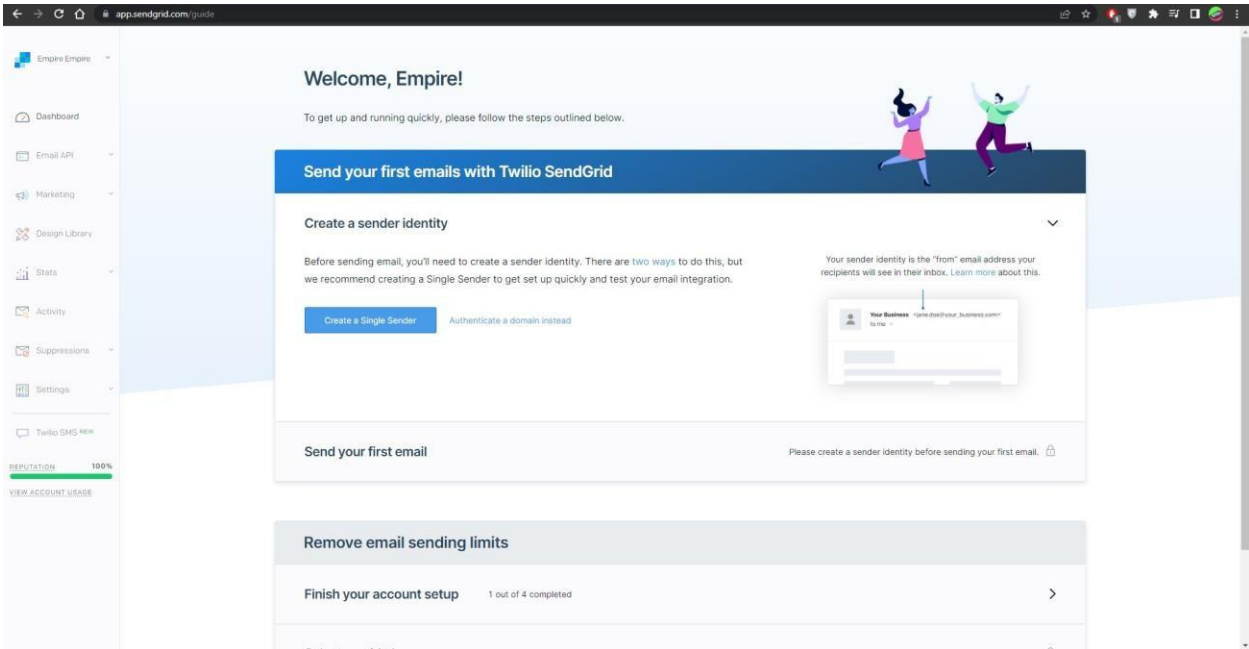 app.sendgrid.com/guide
Empire Empire
Dashboard
Email API
Marketing
Design Library
Stats
Activity
Suppressions
Settings
Twilio SMS NEW
REPUTATION 100%
VIEW ACCOUNT USAGE
Welcome, Empire!
To get up and running quickly, please follow the steps outlined below.
Send your first emails with Twilio SendGrid
Create a sender identity
Before sending email, you'll need to create a sender identity. There are two ways to do this, but
we recommend creating a Single Sender to get set up quickly and test your email integration.
Create a Single Sender
Authenticate a domain instead
Your sender identity is the "from" email address your
recipients will see in their inbox. Learn more about this.
Your Business <jane.doe@your_business.com>
to me
Send your first email
Please create a sender identity before sending your first email.
Remove email sending limits
Finish your account setup
1 out of 4 completed